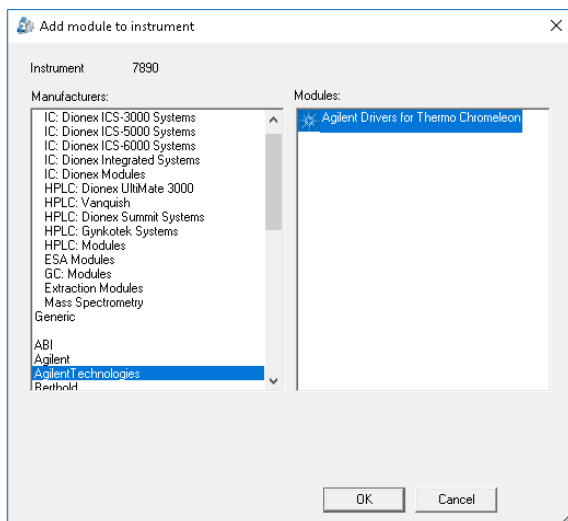 Add module to instrument
Instrument 7890
Manufacturers:
IC: Dionex ICS-3000 Systems
IC: Dionex ICS-5000 Systems
IC: Dionex ICS-6000 Systems
IC: Dionex Integrated Systems
IC: Dionex Modules
HPLC: Dionex UltiMate 3000
HPLC: Vanquish
HPLC: Dionex Summit Systems
HPLC: Gynkotek Systems
HPLC: Modules
ESA Modules
GC: Modules
Extraction Modules
Mass Spectrometry
Generic
ABI
Agilent
AgilentTechnologies
Berthold
Modules:
Agilent Drivers for Thermo Chromeleon
OK
Cancel